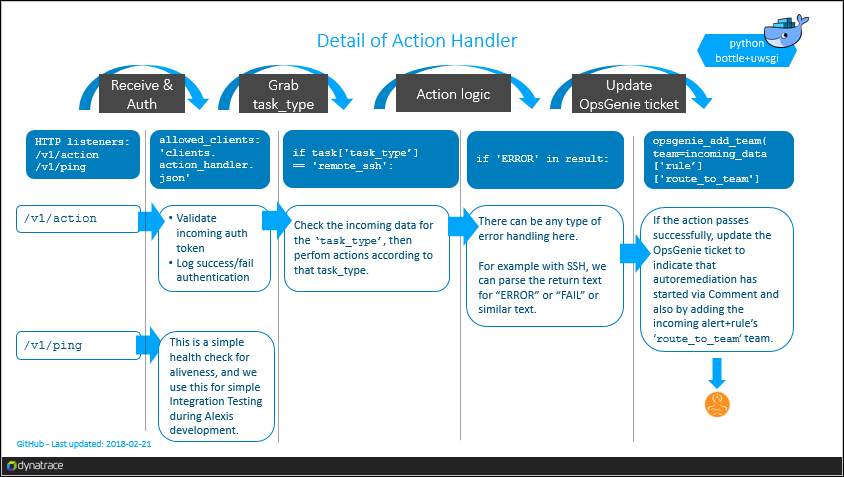 Detail of Action Handler
python
bottle+uwsgi
Receive &
Auth
Grab
task_type
Action logic
Update
OpsGenie ticket
HTTP listeners:
/v1/action
/v1/ping
allowed_clients:
'clients.
action_handler.
json'
if task['task_type’]
== 'remote_ssh':
if 'ERROR' in result:
opsgenie_add_team(
team=incoming_data
['rule’]
['route_to_team']
/v1/action
• Validate
incoming auth
token
• Log success/fail
authentication
Check the incoming data for
the ‘task_type’, then
perfom actions according to
that task_type.
There can be any type of
error handling here.
For example with SSH, we
can parse the return text
for “ERROR” or “FAIL” or
similar text.
If the action passes
successfully, update the
OpsGenie ticket to
indicate that
autoremediation has
started via Comment and
also by adding the
incoming alert+rule’s
‘route_to_team’ team.
/v1/ping
This is a simple
health check for
aliveness, and we
use this for simple
Integration Testing
during Alexis
development.
GitHub - Last updated: 2018-02-21
dynatrace